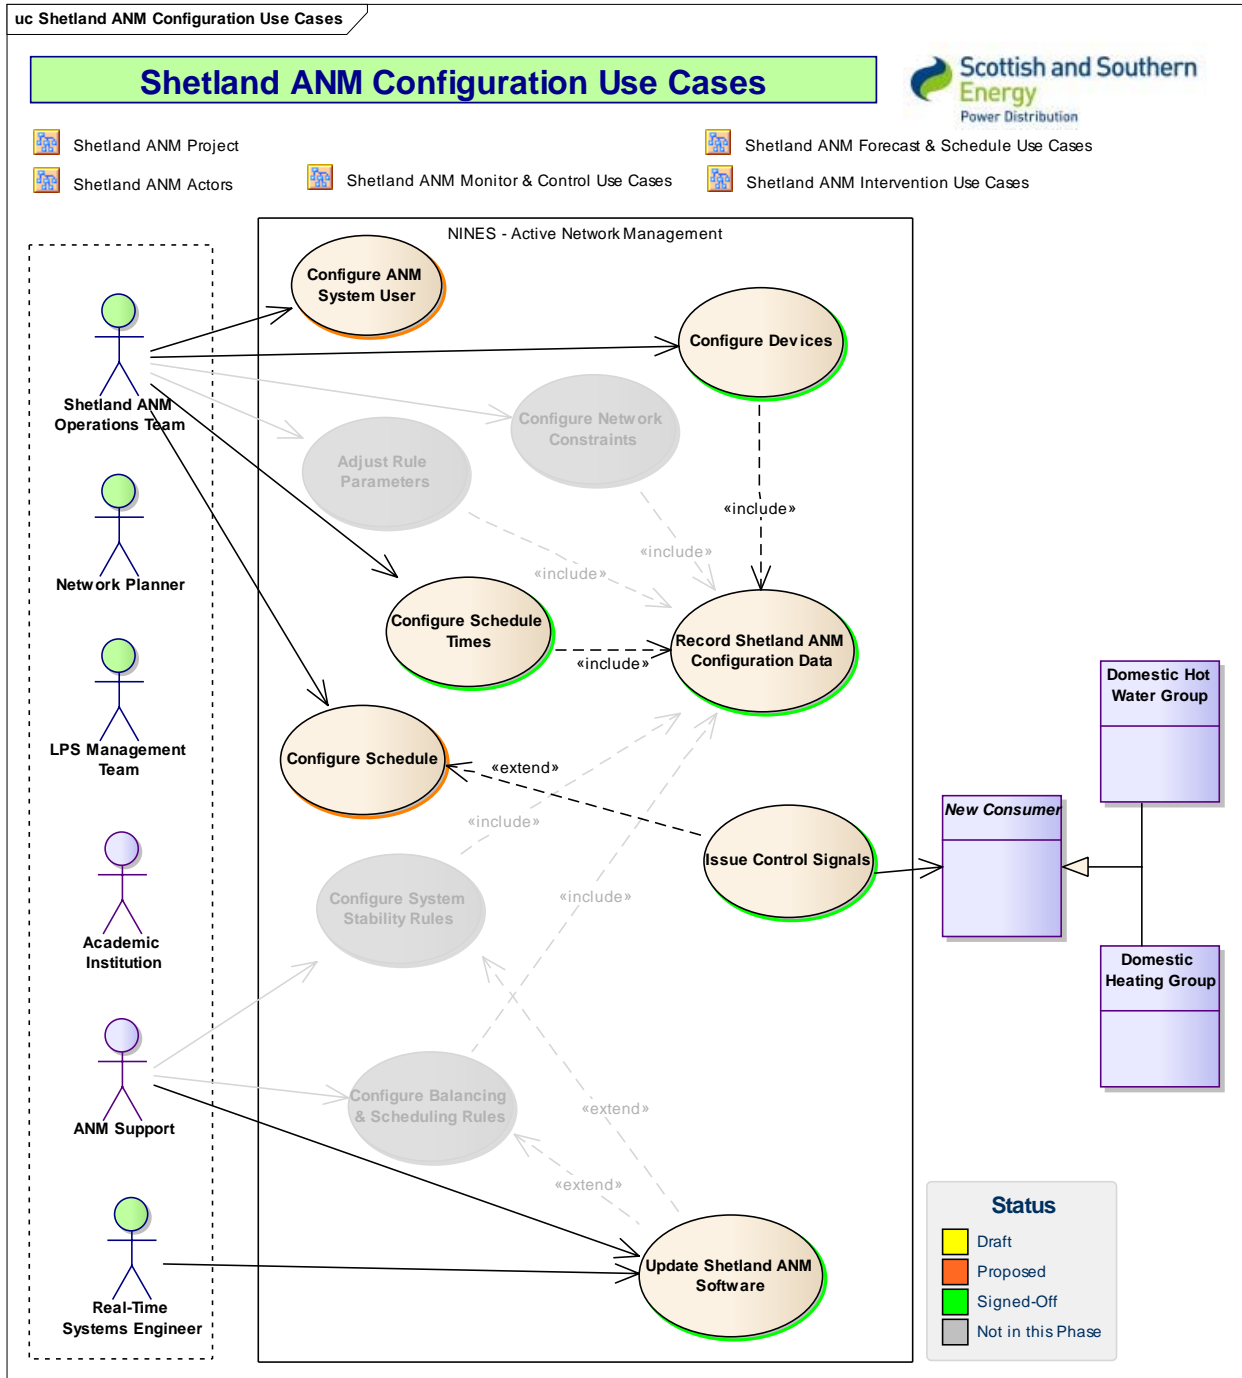 uc Shetland ANM Configuration Use Cases
Shetland ANM Configuration Use Cases
Scottish and Southern
Energy
Power Distribution
Shetland ANM Project
Shetland ANM Forecast & Schedule Use Cases
Shetland ANM Actors
Shetland ANM Monitor & Control Use Cases
Shetland ANM Intervention Use Cases
NINES - Active Network Management
Configure ANM
System User
Configure Devices
Shetland ANM
Operations Team
Configure Network
Constraints
Adjust Rule
Parameters
«include»
«include»
«include»
Network Planner
Configure Schedule
Times
«include»
Record Shetland ANM
Configuration Data
LPS Management
Team
Configure Schedule
«extend»
Domestic Hot
Water Group
New Consumer
«include»
Issue Control Signals
«include»
Configure System
Stability Rules
Academic
Institution
Domestic
Heating Group
ANM Support
Configure Balancing
& Scheduling Rules
«extend»
«extend»
Update Shetland ANM
Software
Real-Time
Systems Engineer
Status
Draft
Proposed
Signed-Off
Not in this Phase